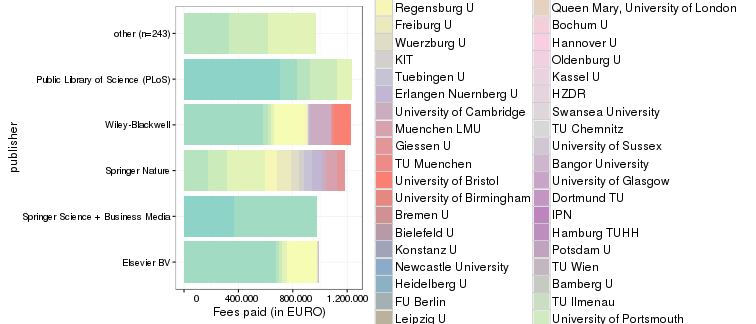 publisher
other (n=243)
Public Library of Science (PLoS)
Wiley-Blackwell
Springer Nature
Springer Science + Business Media
Elsevier BV
0 400.000 800.000 1.200.000
Fees paid (in EURO)
Regensburg U
Freiburg U
Wuerzburg U
KIT
Tuebingen U
Erlangen Nuernberg U
University of Cambridge
Muenchen LMU
Giessen U
TU Muenchen
University of Bristol
University of Birmingham
Bremen U
Bielefeld U
Konstanz U
Newcastle University
Heidelberg U
FU Berlin
Leipzig U
Queen Mary, University of London
Bochum U
Hannover U
Oldenburg U
Kassel U
HZDR
Swansea University
TU Chemnitz
University of Sussex
Bangor University
University of Glasgow
Dortmund TU
IPN
Hamburg TUHH
Potsdam U
TU Wien
Bamberg U
TU Ilmenau
University of Portsmouth